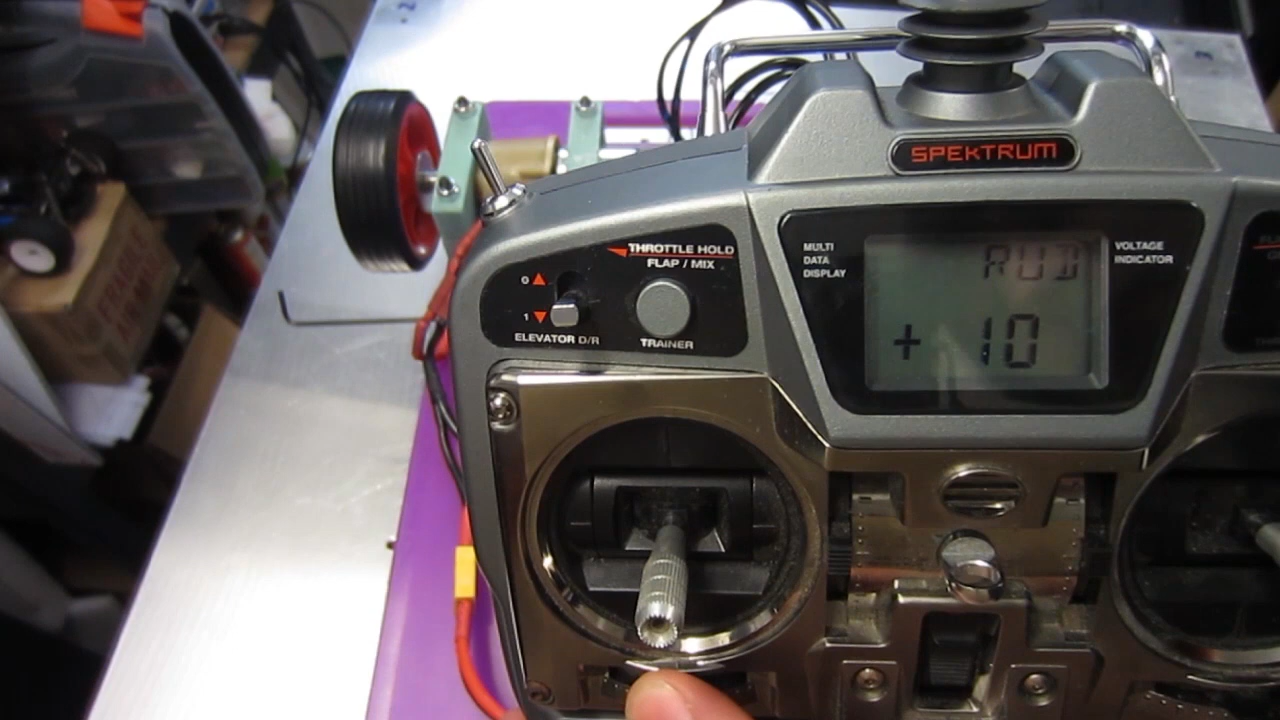 SPEKTRUM
THROTTLE HOLD
FLAP / MIX
0
1
ELEVATOR D/R
TRAINER
MULTI
DATA
DISPLAY
RUD
+ 10
VOLTAGE
INDICATOR